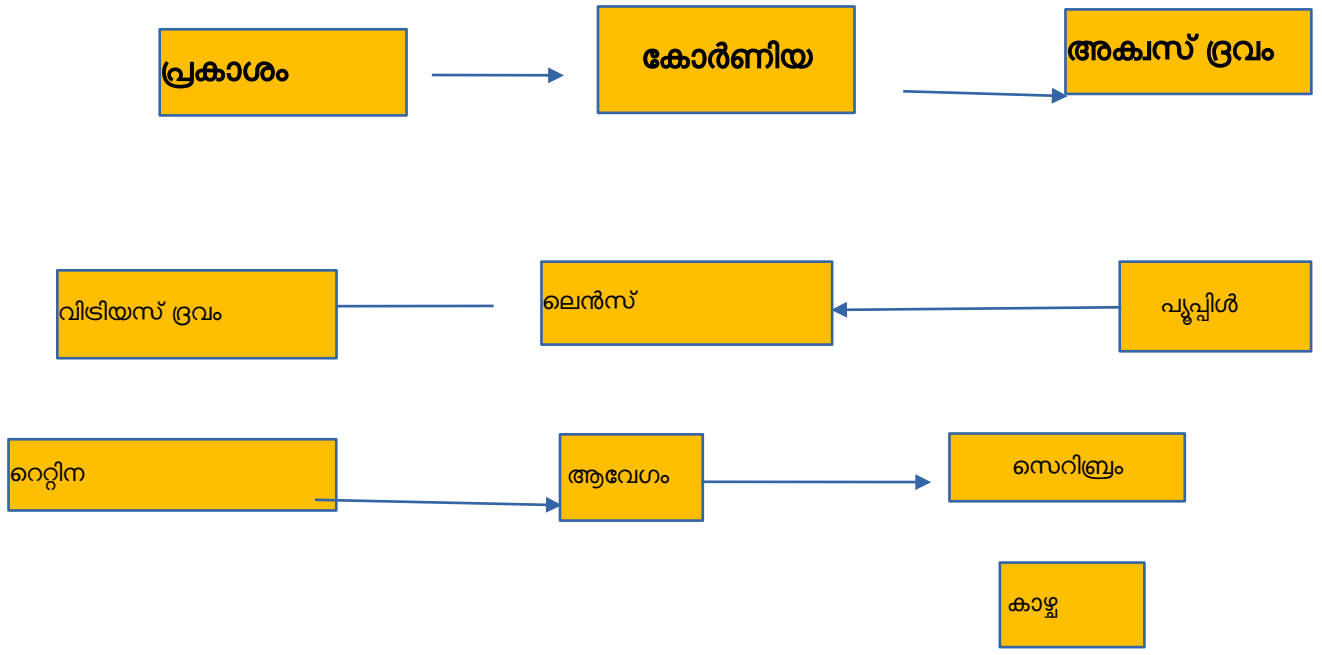 പ്രകാശം
കോർണിയ
അക്വസ് ദ്രവം
പ്യൂപ്പിൾ
ലെൻസ്
വിട്രിയസ് ദ്രവം
റെറ്റിന
ആവേഗം
സെറിബ്രം
കാഴ്ച